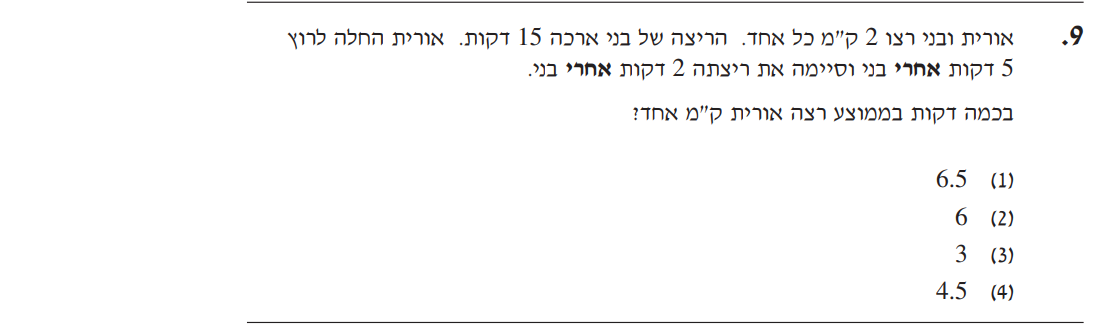 9. אורית ובני רצו 2 ק"מ כל אחד. הריצה של בני ארכה 15 דקות. אורית החלה לרוץ
5 דקות אחרי בני וסיימה את ריצתה 2 דקות אחרי בני.
בכמה דקות בממוצע רצה אורית ק"מ אחד?
(1) 6.5
(2) 6
(3) 3
(4) 4.5